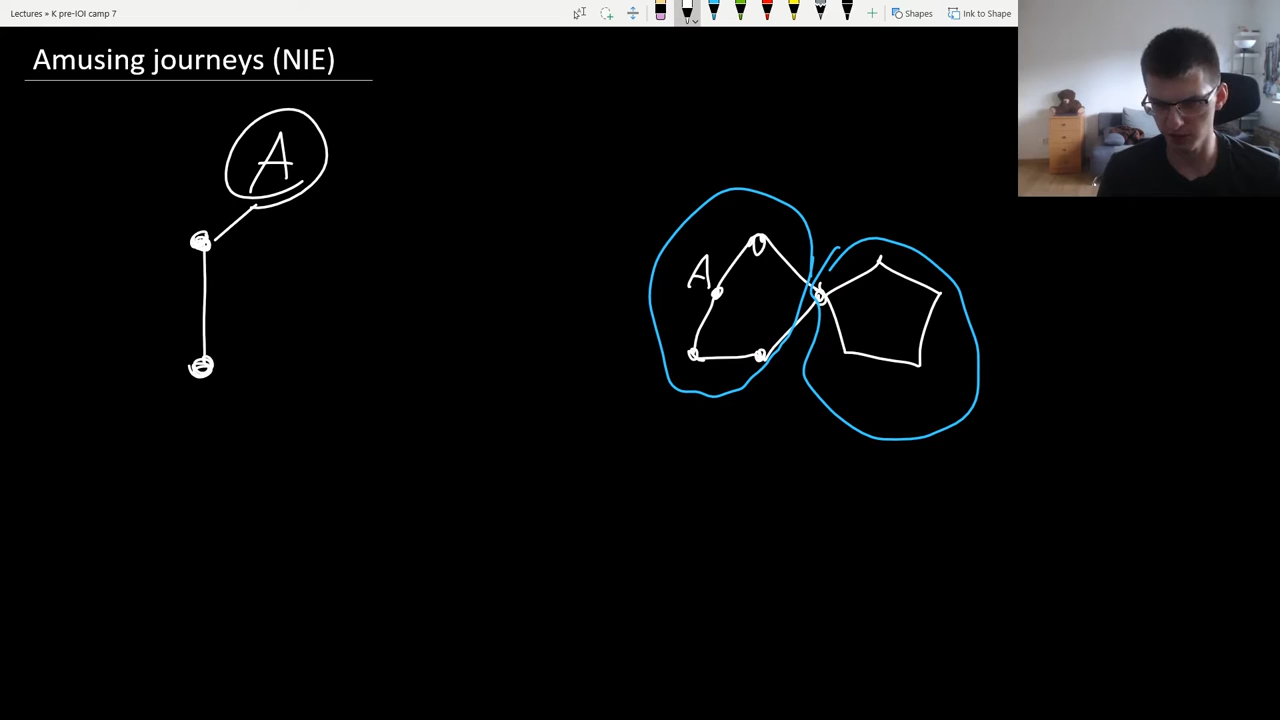 Lectures » K pre-IOI camp 7
Shapes
Ink to Shape
Amusing journeys (NIE)
A
A